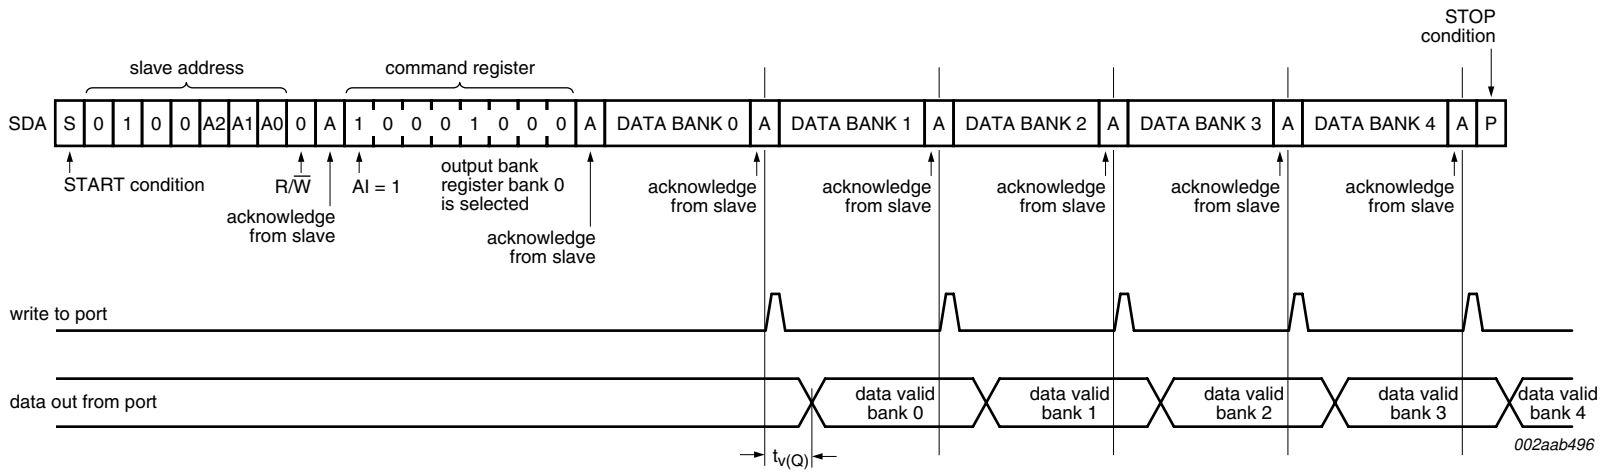 STOP
condition
slave address
command register
SDA S 0 1 0 0 A2 A1 A0 0 A 1 0 0 0 1 0 0 0 A DATA BANK 0 A DATA BANK 1 A DATA BANK 2 A DATA BANK 3 A DATA BANK 4 A P
START condition
R/W̅
AI = 1
output bank
register bank 0
is selected
acknowledge
from slave
acknowledge
from slave
acknowledge
from slave
acknowledge
from slave
acknowledge
from slave
acknowledge
from slave
acknowledge
from slave
write to port
data out from port
data valid
bank 0
data valid
bank 1
data valid
bank 2
data valid
bank 3
data valid
bank 4
tv(Q)
002aab496